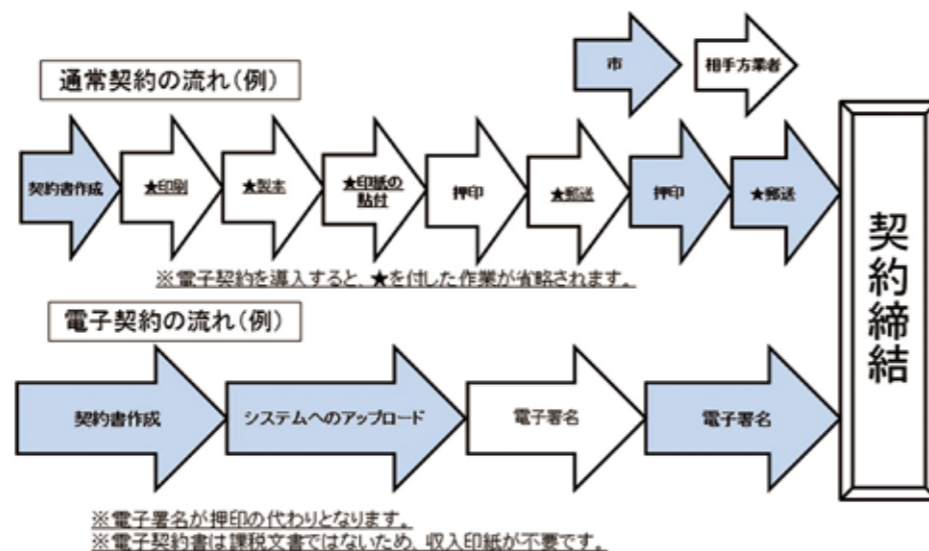 市
相手方業者
通常契約の流れ(例)
契約書作成
★印刷
★製本
★印紙の
貼付
押印
★郵送
押印
★郵送
契約締結
※電子契約を導入すると、★を付した作業が省略されます。
電子契約の流れ(例)
契約書作成
システムへのアップロード
電子署名
電子署名
※電子署名が押印の代わりとなります。
※電子契約書は課税文書ではないため、収入印紙が不要です。